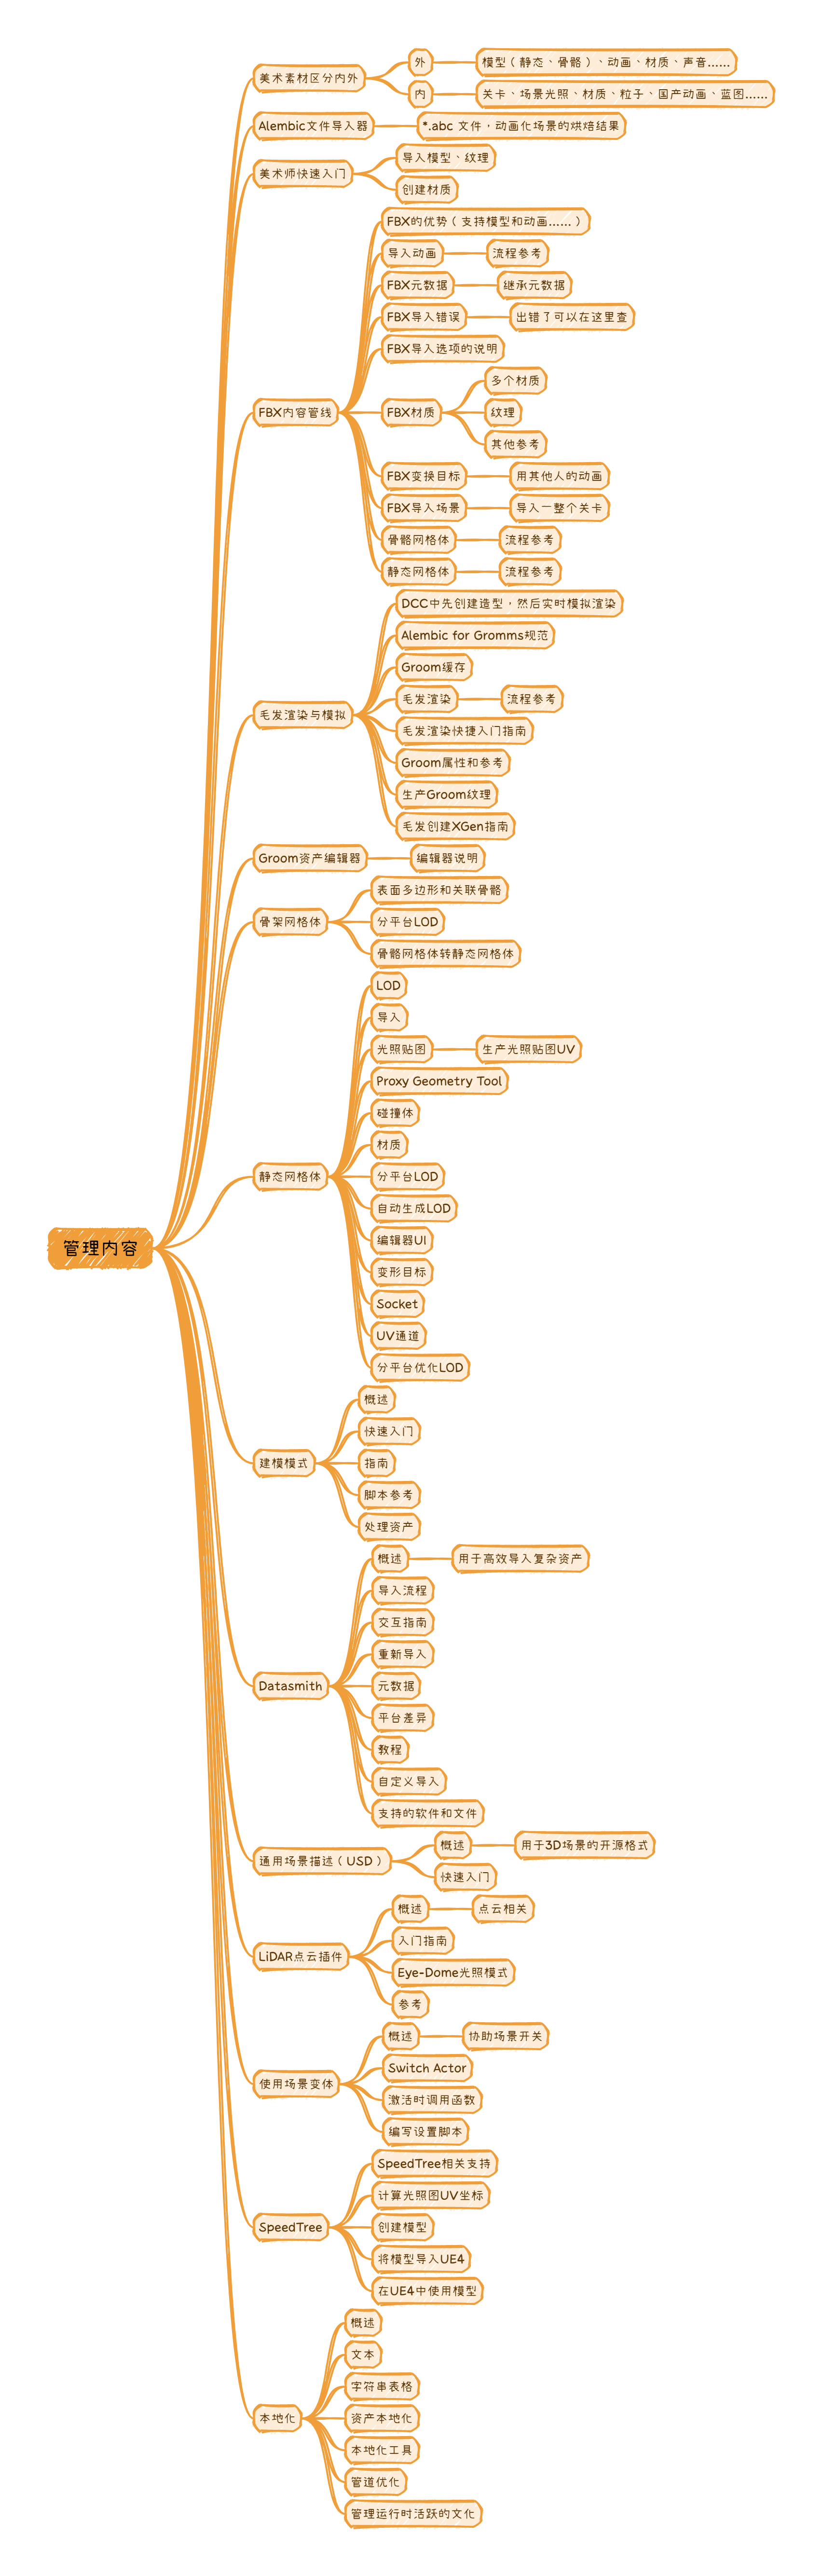 管理内容
美术素材区分内外
外
模型（静态、骨骼）、动画、材质、声音……
内
关卡、场景光照、材质、粒子、国产动画、蓝图……
Alembic文件导入器
*.abc 文件，动画化场景的烘焙结果
美术师快速入门
导入模型、纹理
创建材质
FBX内容管线
FBX的优势（支持模型和动画……）
导入动画
流程参考
FBX元数据
继承元数据
FBX导入错误
出错了可以在这里查
FBX导入选项的说明
FBX材质
多个材质
纹理
其他参考
FBX变换目标
用其他人的动画
FBX导入场景
导入一整个关卡
骨骼网格体
流程参考
静态网格体
流程参考
毛发渲染与模拟
DCC中先创建造型，然后实时模拟渲染
Alembic for Gromms规范
Groom缓存
毛发渲染
流程参考
毛发渲染快捷入门指南
Groom属性和参考
生产Groom纹理
毛发创建XGen指南
Groom资产编辑器
编辑器说明
骨架网格体
表面多边形和关联骨骼
分平台LOD
骨骼网格体转静态网格体
静态网格体
LOD
导入
光照贴图
生产光照贴图UV
Proxy Geometry Tool
碰撞体
材质
分平台LOD
自动生成LOD
编辑器UI
变形目标
Socket
UV通道
分平台优化LOD
建模模式
概述
快速入门
指南
脚本参考
处理资产
Datasmith
概述
用于高效导入复杂资产
导入流程
交互指南
重新导入
元数据
平台差异
教程
自定义导入
支持的软件和文件
通用场景描述（USD）
概述
用于3D场景的开源格式
快速入门
LiDAR点云插件
概述
点云相关
入门指南
Eye-Dome光照模式
参考
使用场景变体
概述
协助场景开关
Switch Actor
激活时调用函数
编写设置脚本
SpeedTree
SpeedTree相关支持
计算光照图UV坐标
创建模型
将模型导入UE4
在UE4中使用模型
本地化
概述
文本
字符串表格
资产本地化
本地化工具
管道优化
管理运行时活跃的文化